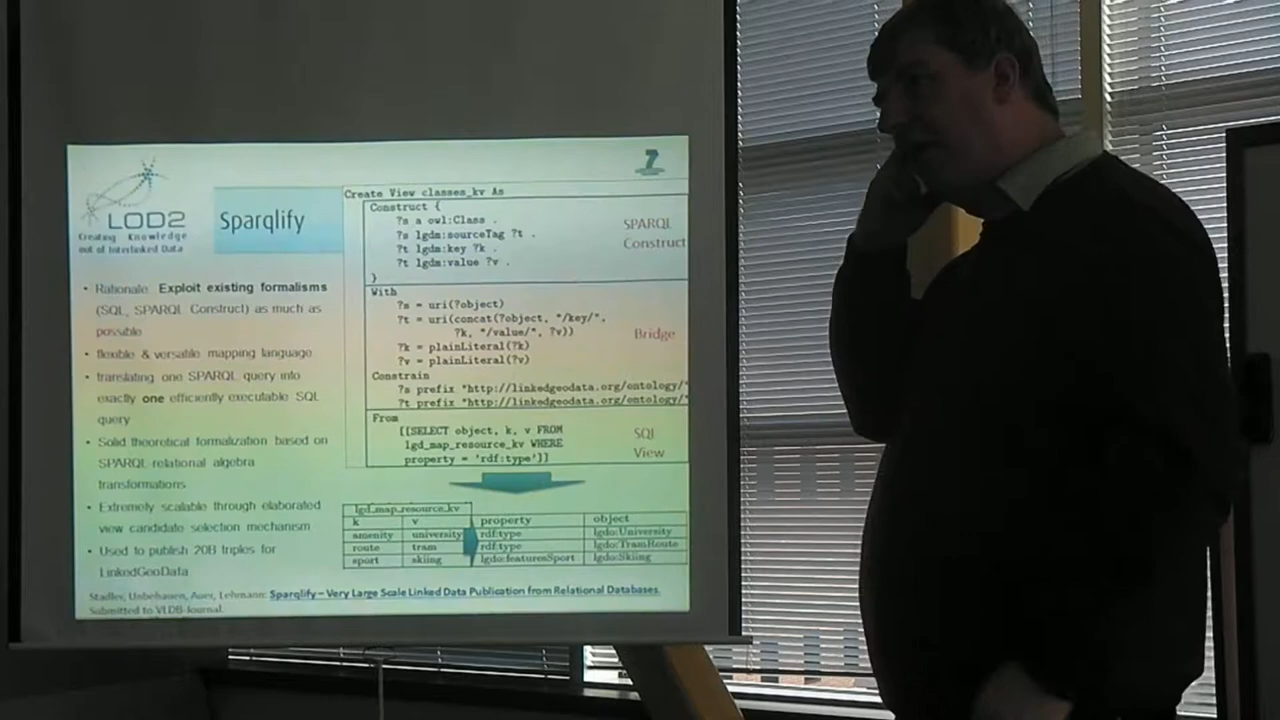 LOD2
Creating Knowledge
out of Interlinked Data
Sparqlify
• Rationale: Exploit existing formalisms
(SQL, SPARQL Construct) as much as
possible
• flexible & versatile mapping language
• translating one SPARQL query into
exactly one efficiently executable SQL
query
• Solid theoretical formalization based on
SPARQL relational algebra
transformations
• Extremely scalable through elaborated
view candidate selection mechanism
• Used to publish 20B triples for
LinkedGeoData
Create View classes_kv As
Construct {
?s a owl:Class .
?s lgdm:sourceTag ?t .
?t lgdm:key ?k .
?t lgdm:value ?v .
}
SPARQL
Construct
With
?s = uri(?object)
?t = uri(concat(?object, "/key/",
?k, "/value/", ?v))
?k = plainLiteral(?k)
?v = plainLiteral(?v)
Bridge
Constrain
?s prefix "http://linkedgeodata.org/ontology/"
?t prefix "http://linkedgeodata.org/ontology/"
From
[[SELECT object, k, v FROM
lgd_map_resource_kv WHERE
property = 'rdf:type']]
SQL
View
lgd_map_resource_kv
k v property object
amenity university rdf:type lgdo:University
route tram rdf:type lgdo:TramRoute
sport skiing lgdo:featuresSport lgdo:Skiing
Stadler, Unbehauen, Auer, Lehmann: Sparqlify – Very Large Scale Linked Data Publication from Relational Databases.
Submitted to VLDB-Journal.